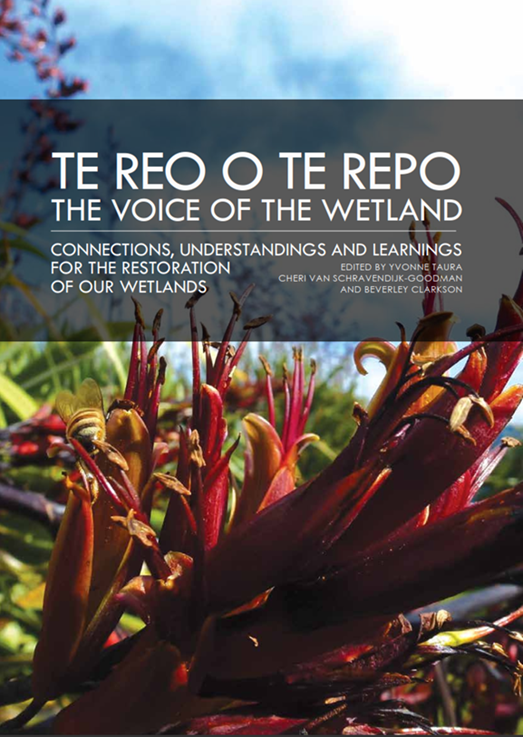 TE REO O TE REPO
THE VOICE OF THE WETLAND
CONNECTIONS, UNDERSTANDINGS AND LEARNINGS
FOR THE RESTORATION
OF OUR WETLANDS
EDITED BY YVONNE TAURA
CHERI VAN SCHRAVENDIJK-GOODMAN
AND BEVERLEY CLARKSON